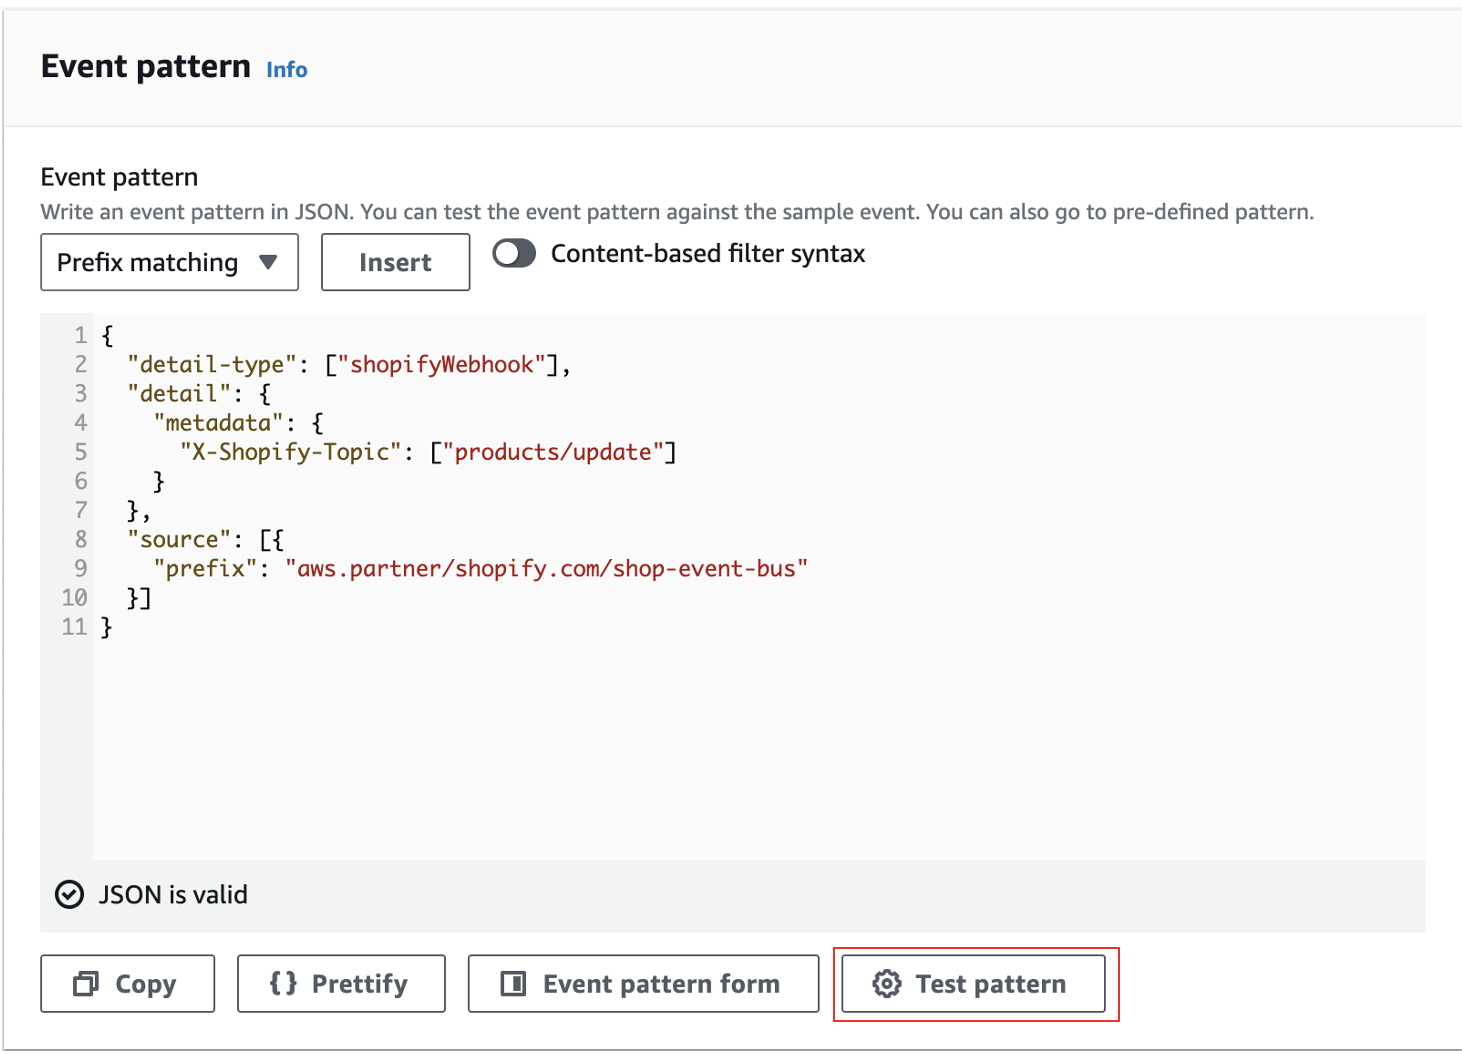 Event pattern Info
Event pattern
Write an event pattern in JSON. You can test the event pattern against the sample event. You can also go to pre-defined pattern.
Prefix matching Insert Content-based filter syntax
1 {
2   "detail-type": ["shopifyWebhook"],
3   "detail": {
4     "metadata": {
5       "X-Shopify-Topic": ["products/update"]
6     }
7   },
8   "source": [{
9     "prefix": "aws.partner/shopify.com/shop-event-bus"
10   }]
11 }
JSON is valid
Copy {} Prettify Event pattern form Test pattern